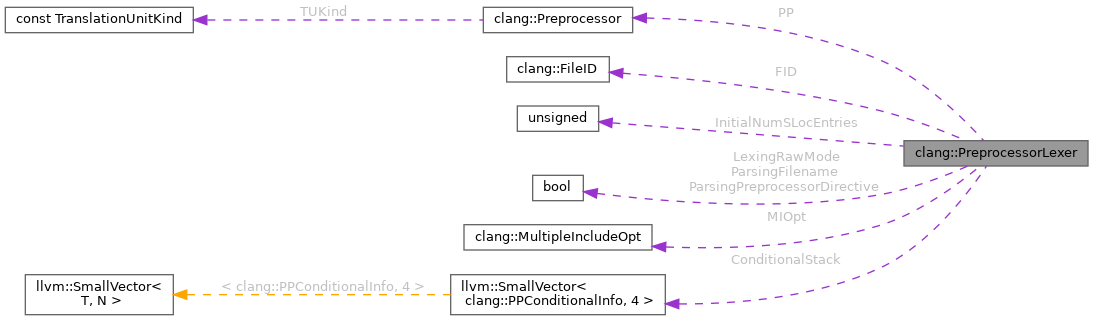 const TranslationUnitKind
TUKind
clang::Preprocessor
PP
clang::FileID
FID
unsigned
InitialNumSLocEntries
clang::PreprocessorLexer
bool
LexingRawMode
ParsingFilename
ParsingPreprocessorDirective
clang::MultipleIncludeOpt
MIOpt
ConditionalStack
llvm::SmallVector<
T, N >
< clang::PPConditionalInfo, 4 >
llvm::SmallVector<
clang::PPConditionalInfo, 4 >